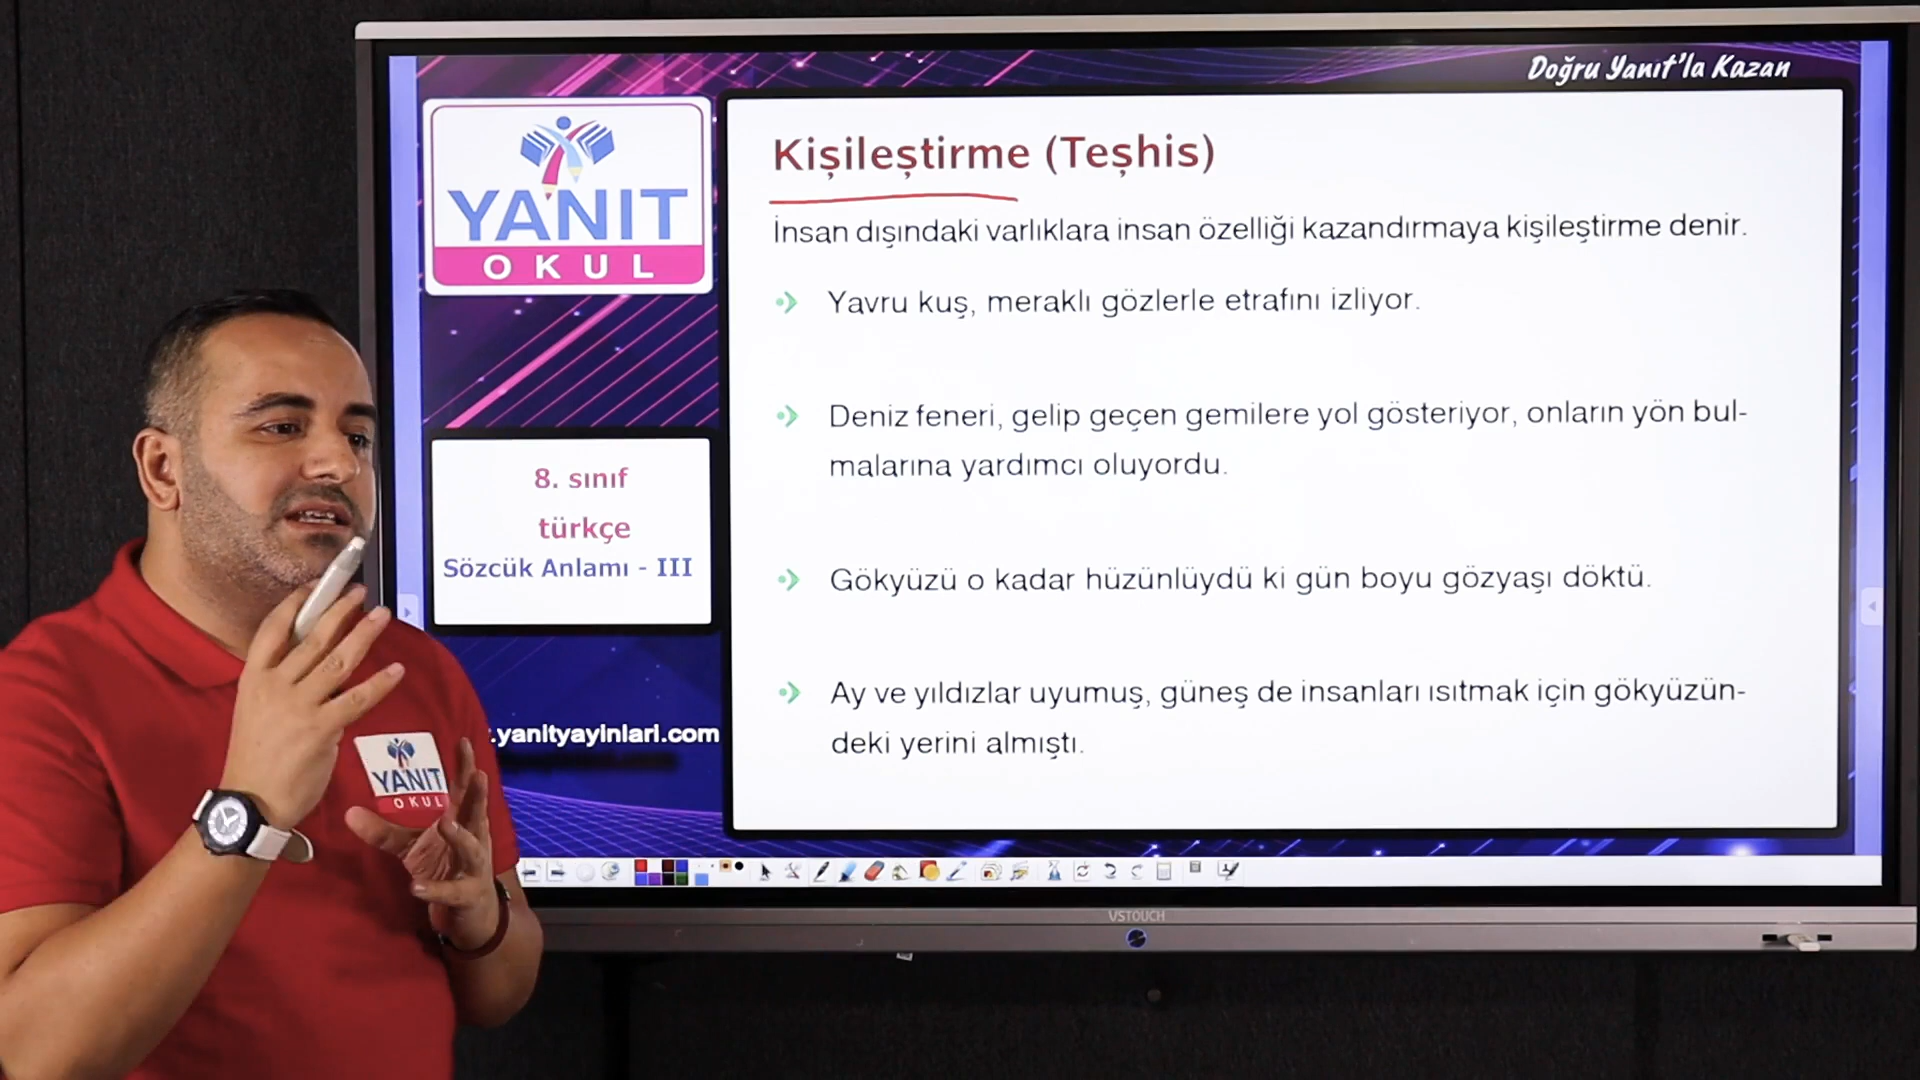 Doğru Yanıt'la Kazan
YANIT
OKUL
Kişileştirme (Teşhis)
İnsan dışındaki varlıklara insan özelliği kazandırmaya kişileştirme denir.
Yavru kuş, meraklı gözlerle etrafını izliyor.
Deniz feneri, gelip geçen gemilere yol gösteriyor, onların yön bul-
malarına yardımcı oluyordu.
Gökyüzü o kadar hüzünlüydü ki gün boyu gözyaşı döktü.
Ay ve yıldızlar uyumuş, güneş de insanları ısıtmak için gökyüzün-
deki yerini almıştı.
8. sınıf
türkçe
Sözcük Anlamı - III
.yanityayinlari.com
YANIT
OKUL
VSTOUCH